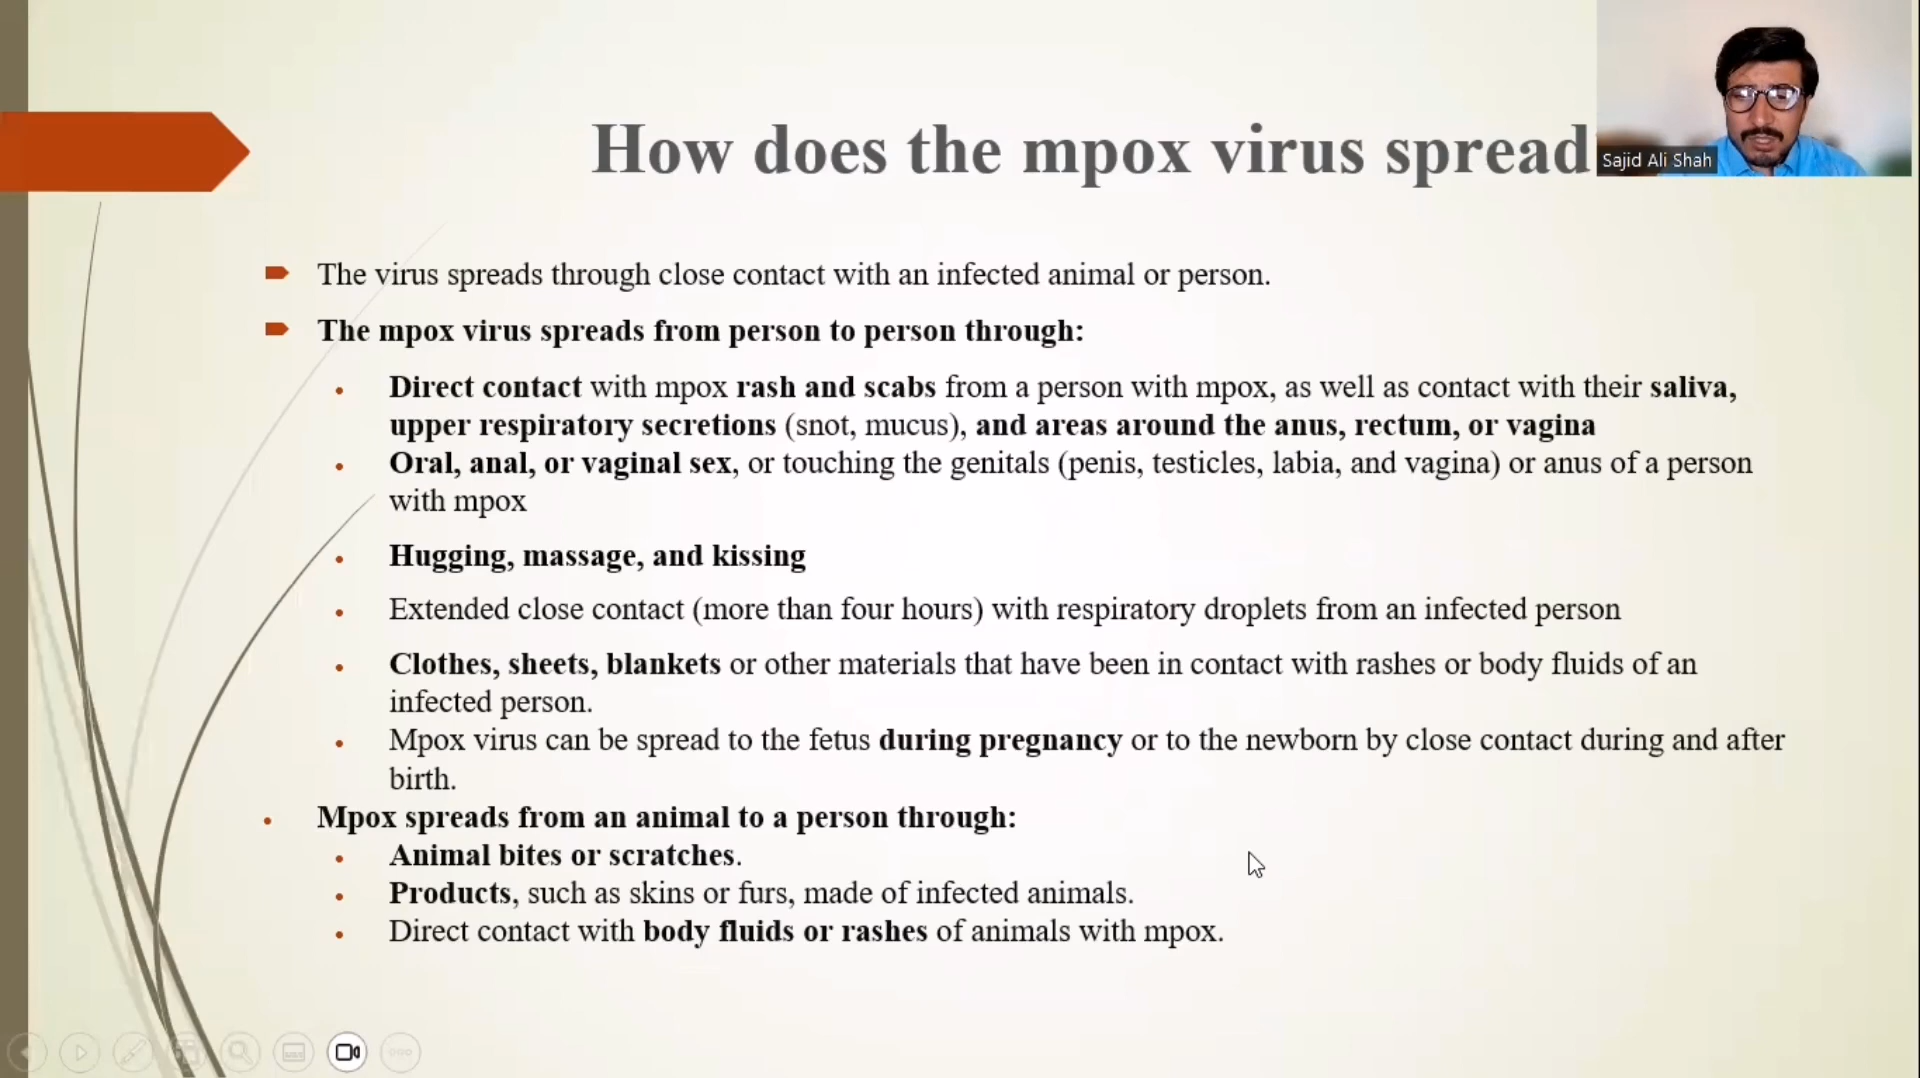 How does the mpox virus spread
Sajid Ali Shah
The virus spreads through close contact with an infected animal or person.
The mpox virus spreads from person to person through:
Direct contact with mpox rash and scabs from a person with mpox, as well as contact with their saliva,
upper respiratory secretions (snot, mucus), and areas around the anus, rectum, or vagina
Oral, anal, or vaginal sex, or touching the genitals (penis, testicles, labia, and vagina) or anus of a person
with mpox
Hugging, massage, and kissing
Extended close contact (more than four hours) with respiratory droplets from an infected person
Clothes, sheets, blankets or other materials that have been in contact with rashes or body fluids of an
infected person.
Mpox virus can be spread to the fetus during pregnancy or to the newborn by close contact during and after
birth.
Mpox spreads from an animal to a person through:
Animal bites or scratches.
Products, such as skins or furs, made of infected animals.
Direct contact with body fluids or rashes of animals with mpox.